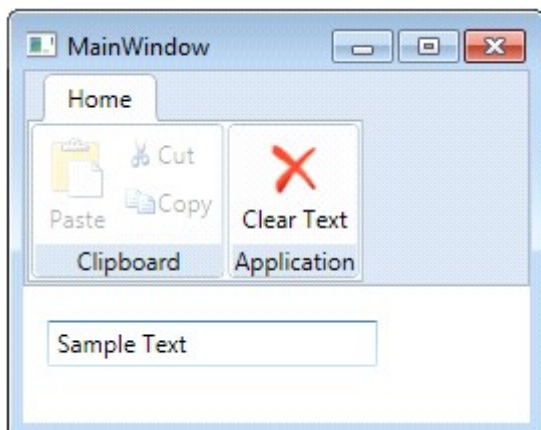 MainWindow
Home
Paste
Cut
Copy
Clear Text
Clipboard
Application
Sample Text